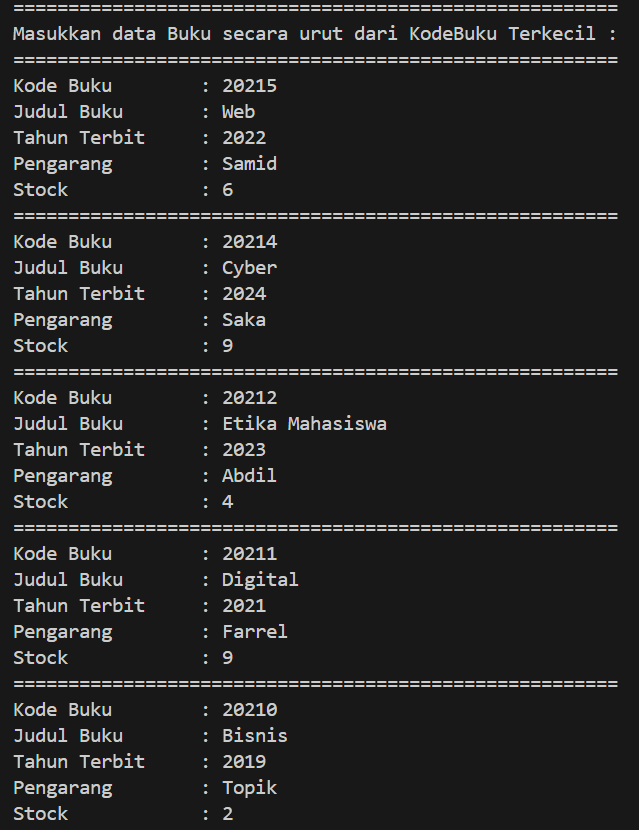 =======================================================
Masukkan data Buku secara urut dari KodeBuku Terkecil :
=======================================================
Kode Buku        : 20215
Judul Buku       : Web
Tahun Terbit     : 2022
Pengarang        : Samid
Stock            : 6
=======================================================
Kode Buku        : 20214
Judul Buku       : Cyber
Tahun Terbit     : 2024
Pengarang        : Saka
Stock            : 9
=======================================================
Kode Buku        : 20212
Judul Buku       : Etika Mahasiswa
Tahun Terbit     : 2023
Pengarang        : Abdil
Stock            : 4
=======================================================
Kode Buku        : 20211
Judul Buku       : Digital
Tahun Terbit     : 2021
Pengarang        : Farrel
Stock            : 9
=======================================================
Kode Buku        : 20210
Judul Buku       : Bisnis
Tahun Terbit     : 2019
Pengarang        : Topik
Stock            : 2